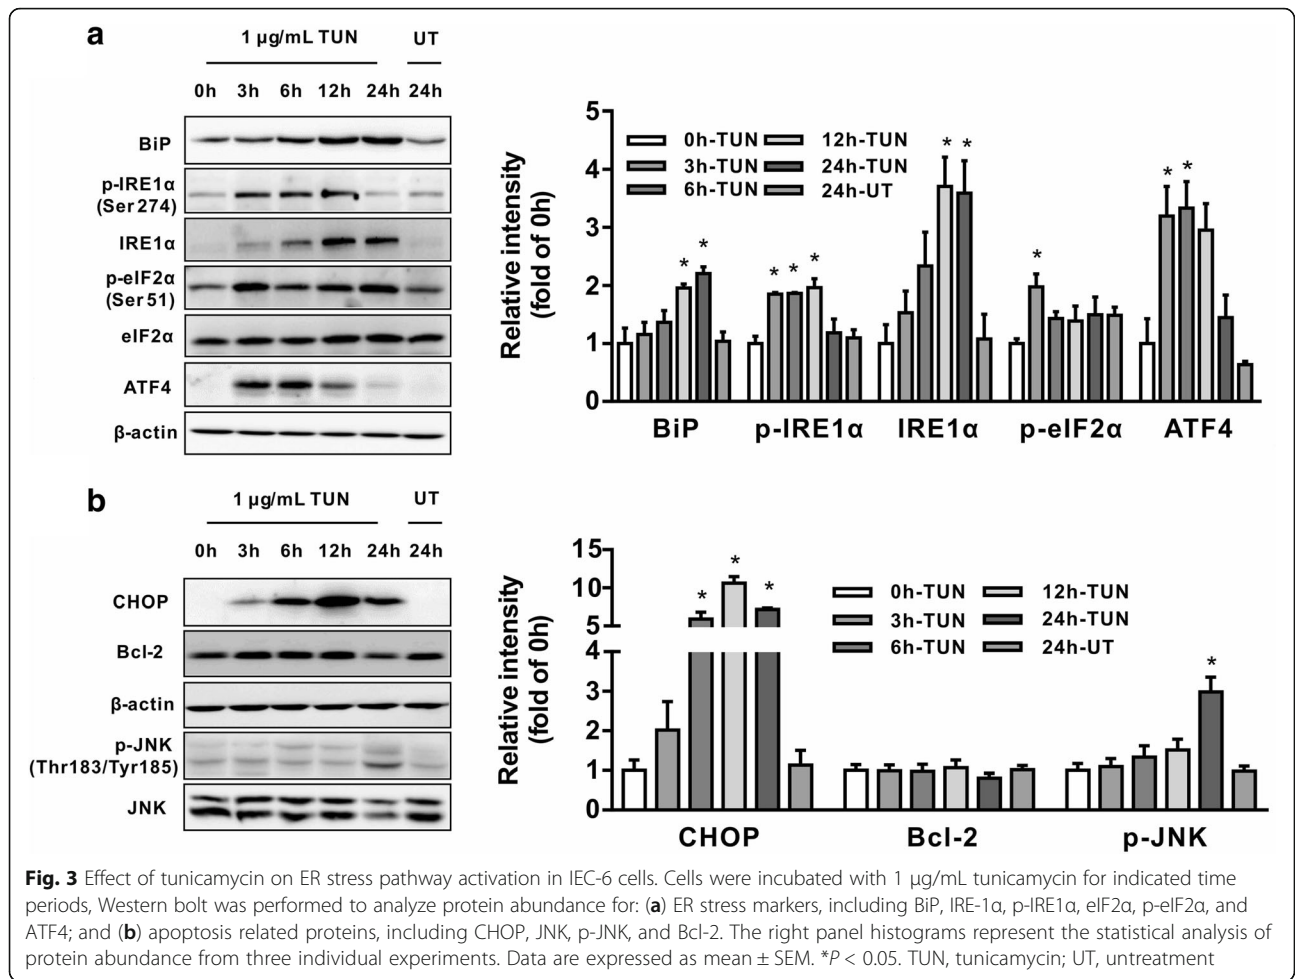 a
1 µg/mL TUN UT
0h 3h 6h 12h 24h 24h
BiP
p-IRE1α
(Ser274)
IRE1α
p-eIF2α
(Ser51)
eIF2α
ATF4
β-actin
Relative intensity
(fold of 0h)
5
4
3
2
1
0
0h-TUN 12h-TUN
3h-TUN 24h-TUN
6h-TUN 24h-UT
* * * * * * * * * *
BiP p-IRE1α IRE1α p-eIF2α ATF4
b
1 µg/mL TUN UT
0h 3h 6h 12h 24h 24h
CHOP
Bcl-2
β-actin
p-JNK
(Thr183/Tyr185)
JNK
Relative intensity
(fold of 0h)
15
10
5
4
3
2
1
0
0h-TUN 12h-TUN
3h-TUN 24h-TUN
6h-TUN 24h-UT
* * * *
CHOP Bcl-2 p-JNK
Fig. 3 Effect of tunicamycin on ER stress pathway activation in IEC-6 cells. Cells were incubated with 1 µg/mL tunicamycin for indicated time
periods, Western bolt was performed to analyze protein abundance for: (a) ER stress markers, including BiP, IRE-1α, p-IRE1α, eIF2α, p-eIF2α, and
ATF4; and (b) apoptosis related proteins, including CHOP, JNK, p-JNK, and Bcl-2. The right panel histograms represent the statistical analysis of
protein abundance from three individual experiments. Data are expressed as mean ± SEM. *P < 0.05. TUN, tunicamycin; UT, untreatment